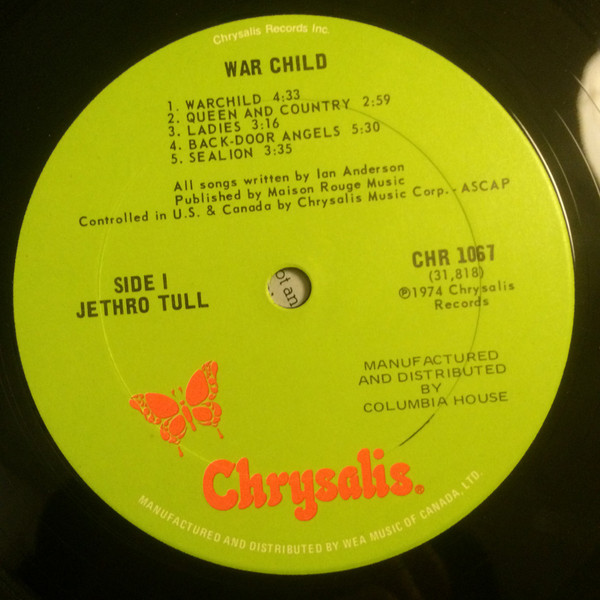 Chrysalis Records Inc.
WAR CHILD
1. WARCHILD 4:33
2. QUEEN AND COUNTRY 2:59
3. LADIES 3:16
4. BACK-DOOR ANGELS 5:30
5. SEALION 3:35
All songs written by Ian Anderson
Published by Maison Rouge Music
Controlled in U.S. & Canada by Chrysalis Music Corp. - ASCAP
SIDE I
JETHRO TULL
CHR 1067
(31,818)
℗1974 Chrysalis
Records
ot an
MANUFACTURED
AND DISTRIBUTED
BY
COLUMBIA HOUSE
Chrysalis®
MANUFACTURED AND DISTRIBUTED BY WEA MUSIC OF CANADA, LTD.